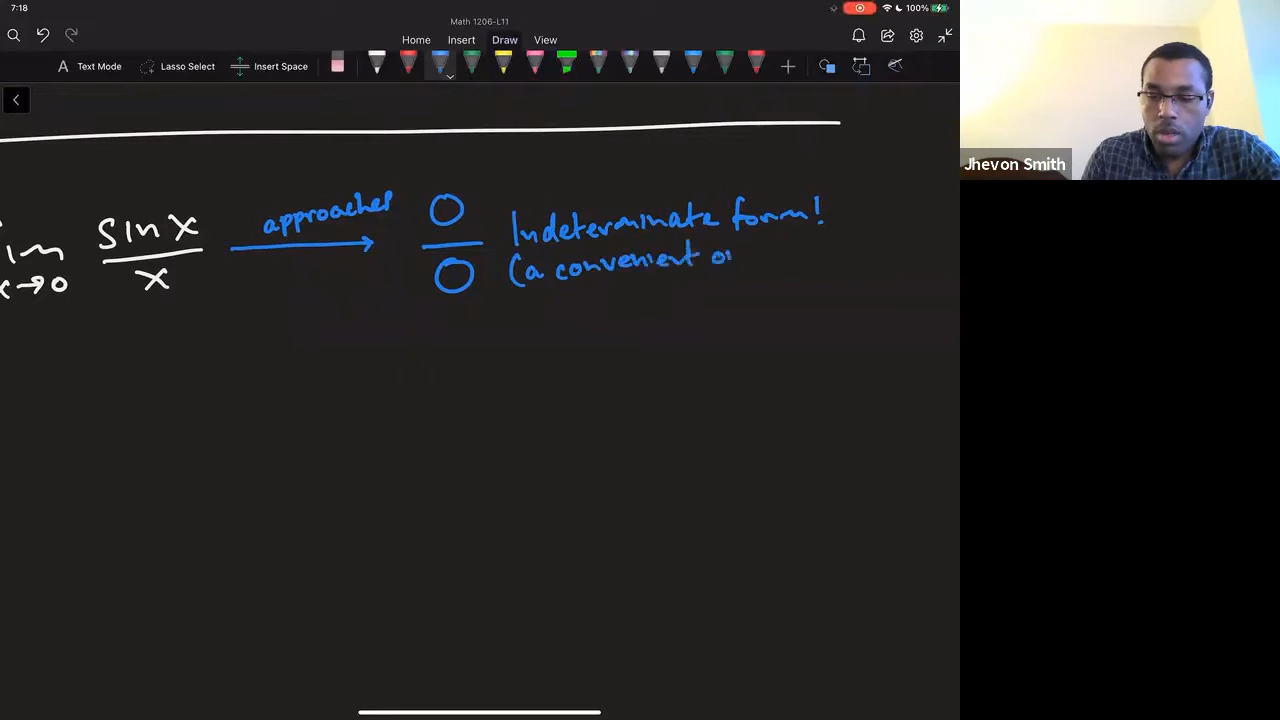 7:18
Math 1206-L11
100%
Home Insert Draw View
Text Mode Lasso Select Insert Space
Jhevon Smith
sin x approaches 0 Indeterminate form!
x→0 x 0 (a convenient